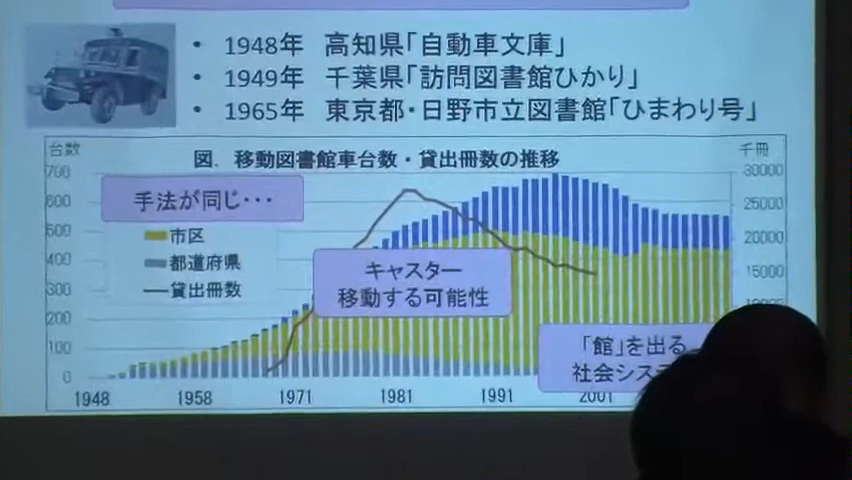 • 1948年 高知県「自動車文庫」
• 1949年 千葉県「訪問図書館ひかり」
• 1965年 東京都・日野市立図書館「ひまわり号」
台数
図. 移動図書館車台数・貸出冊数の推移
千冊
700
600
500
400
300
200
100
0
手法が同じ・・・
市区
都道府県
貸出冊数
キャスター
移動する可能性
「館」を出る
社会システ
30000
25000
20000
15000
1948
1958
1971
1981
1991
2001